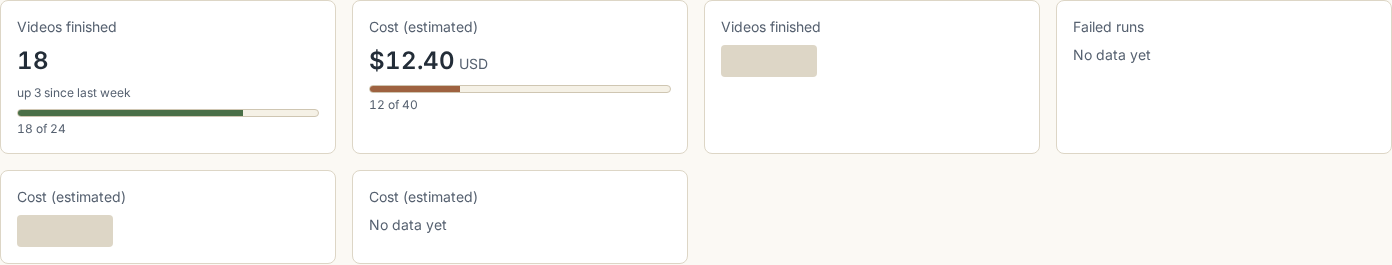 Videos finished
18
up 3 since last week
18 of 24
Cost (estimated)
$12.40 USD
12 of 40
Videos finished
Failed runs
No data yet
Cost (estimated)
Cost (estimated)
No data yet